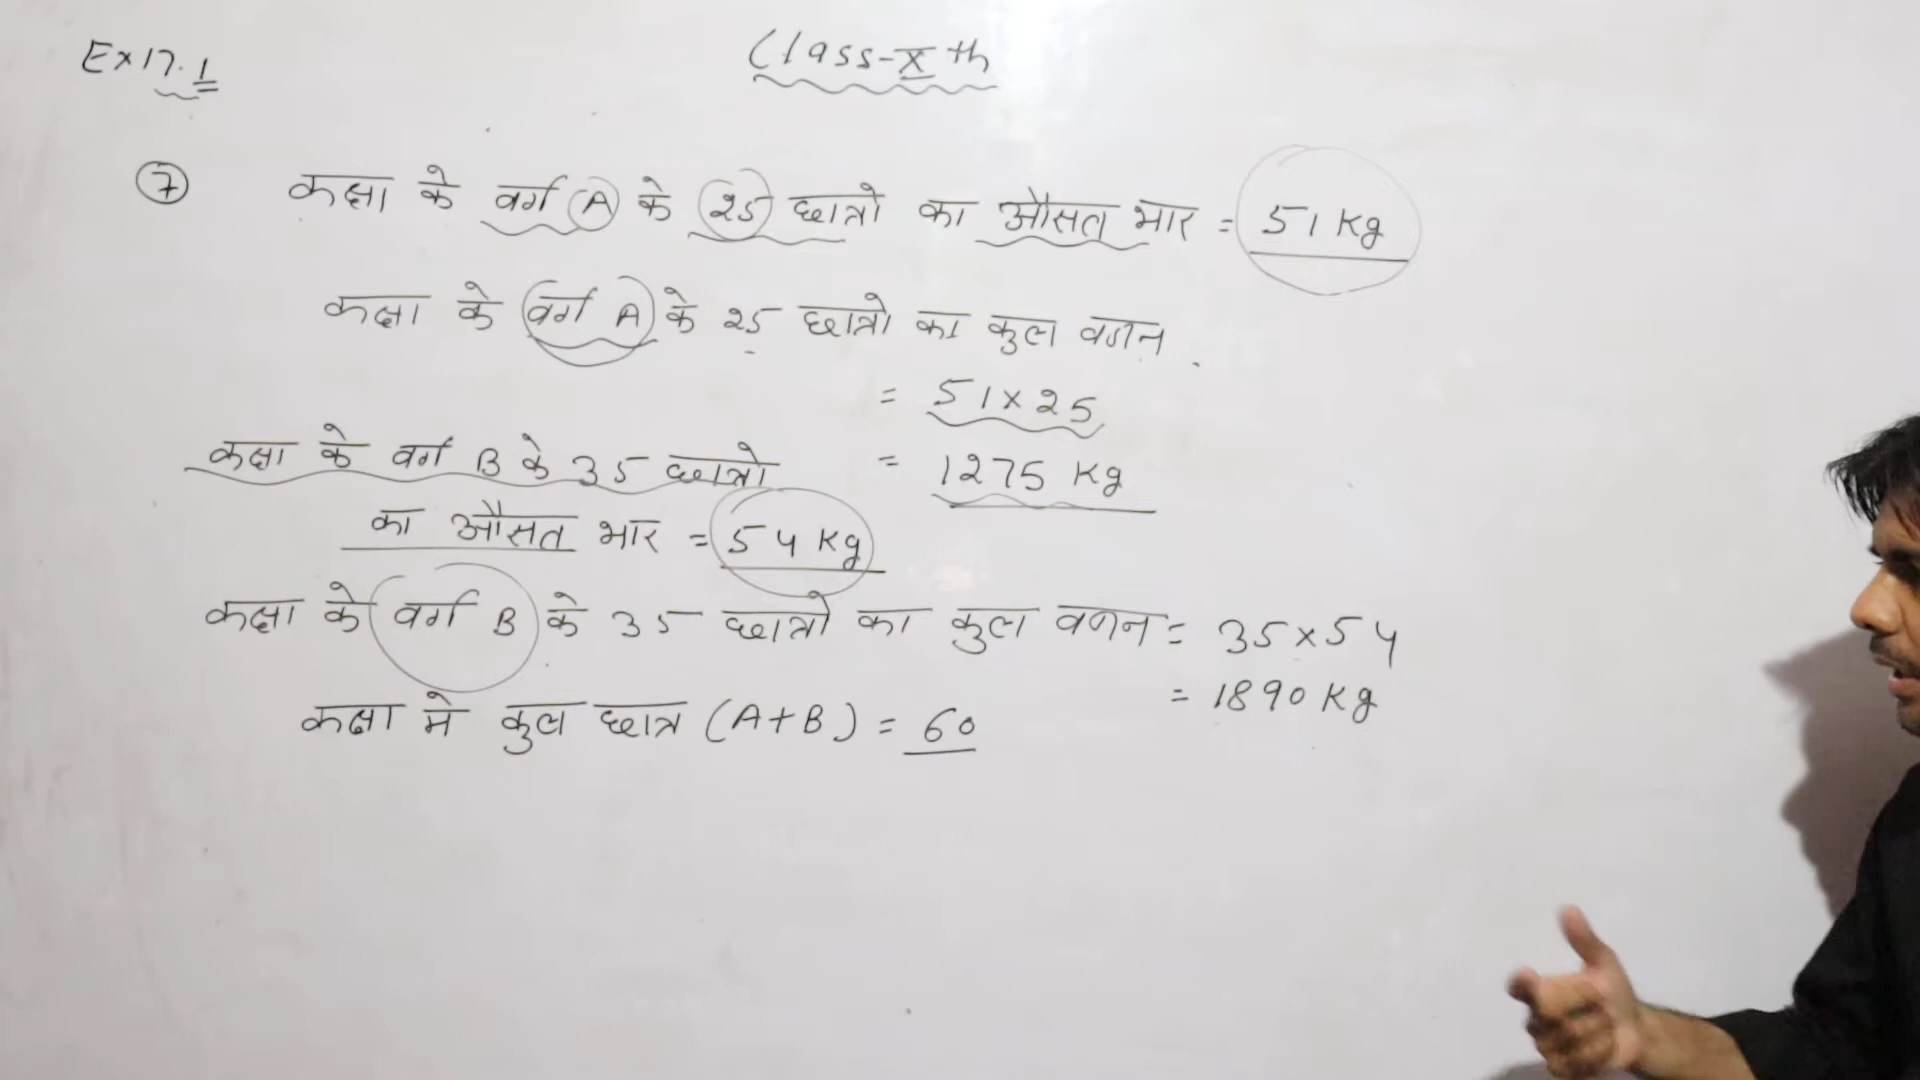 Ex 17.1
Class-Xth
7 कक्षा के वर्ग A के 25 छात्रो का औसत भार = 51 Kg
कक्षा के वर्ग A के 25 छात्रो का कुल वजन
= 51×25
= 1275 Kg
कक्षा के वर्ग B के 35 छात्रो
का औसत भार = 54 Kg
कक्षा के वर्ग B के 35 छात्रो का कुल वजन = 35×54
= 1890 Kg
कक्षा मे कुल छात्र (A+B) = 60